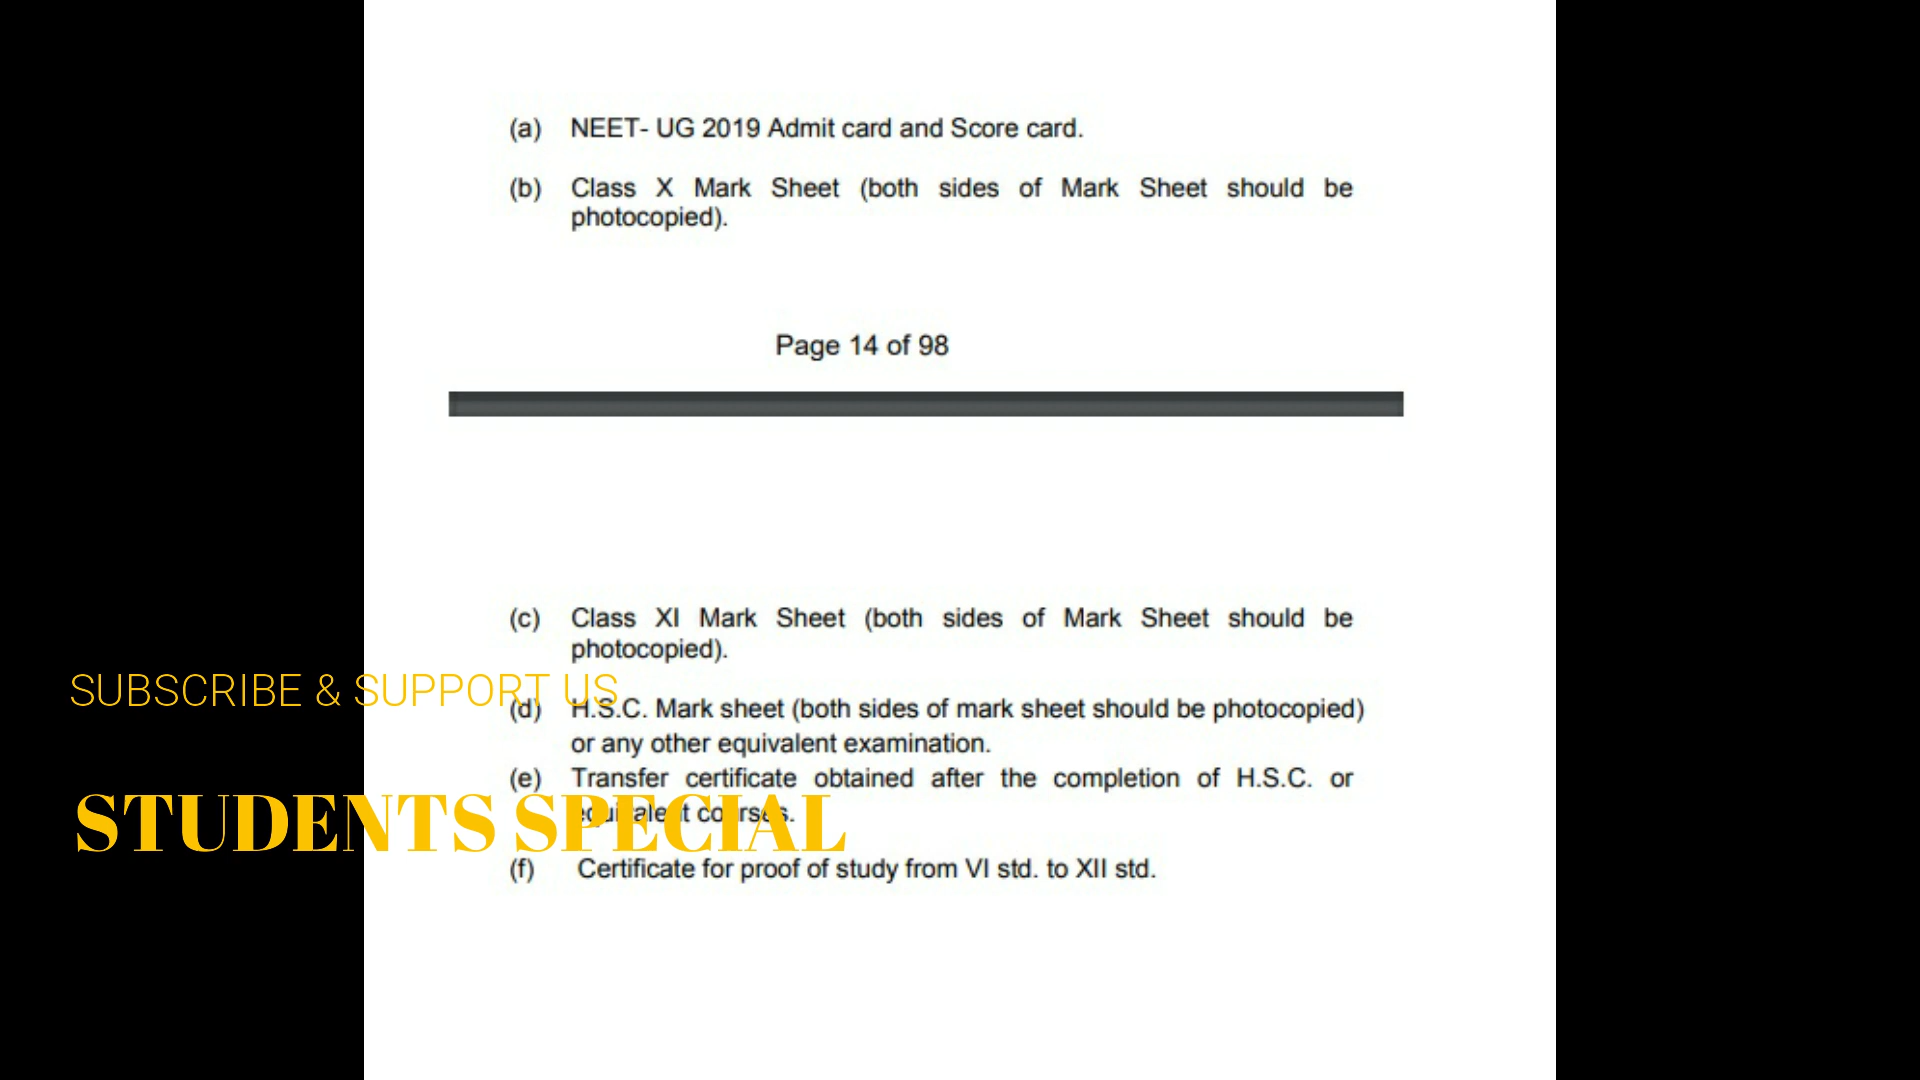 (a) NEET- UG 2019 Admit card and Score card.
(b) Class X Mark Sheet (both sides of Mark Sheet should be
photocopied).
Page 14 of 98
(c) Class XI Mark Sheet (both sides of Mark Sheet should be
photocopied).
SUBSCRIBE & SUPPORT US
(d) H.S.C. Mark sheet (both sides of mark sheet should be photocopied)
or any other equivalent examination.
(e) Transfer certificate obtained after the completion of H.S.C. or
equivalent courses.
STUDENTS SPECIAL
(f) Certificate for proof of study from VI std. to XII std.